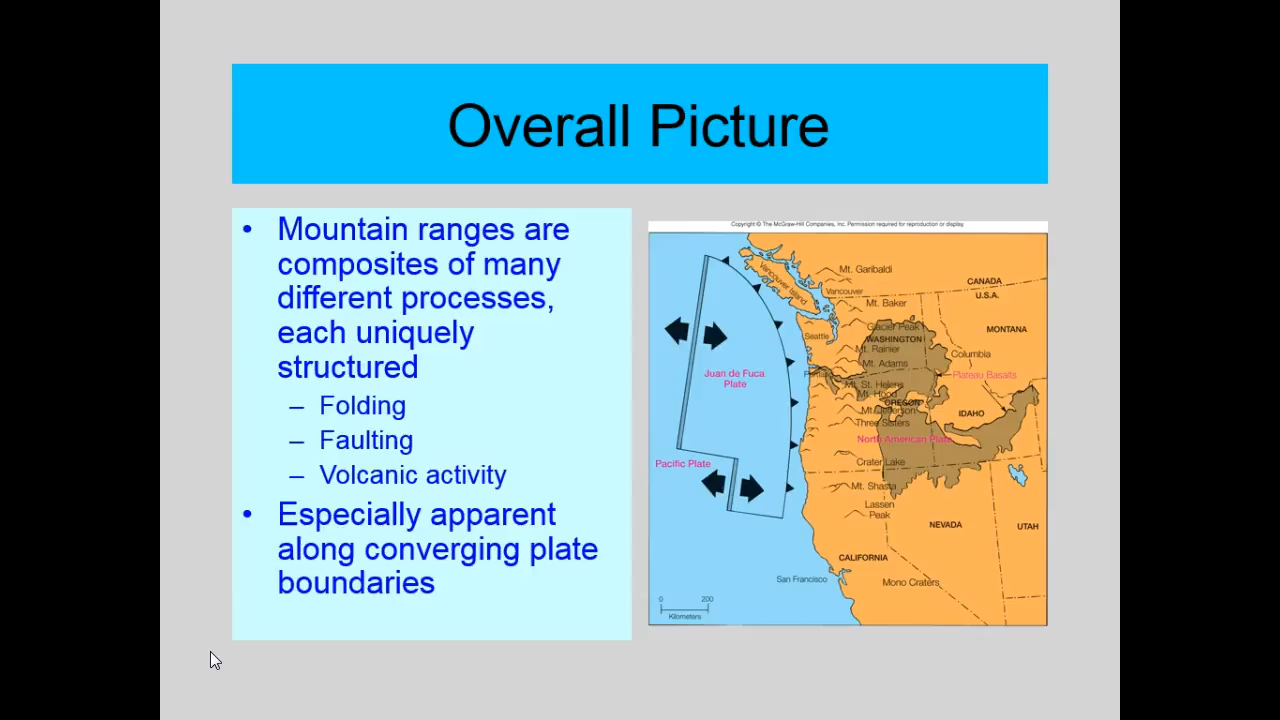 Overall Picture
• Mountain ranges are
composites of many
different processes,
each uniquely
structured
– Folding
– Faulting
– Volcanic activity
• Especially apparent
along converging plate
boundaries
Copyright © The McGraw-Hill Companies, Inc. Permission required for reproduction or display.
Vancouver Island
Mt. Garibaldi
CANADA
U.S.A.
Vancouver
Mt. Baker
Glacier Peak
MONTANA
Seattle
WASHINGTON
Mt. Rainier
Columbia
Mt. Adams
Plateau Basalts
Juan de Fuca
Plate
Portland
Mt. St. Helens
Mt. Hood
OREGON
Mt. Jefferson
IDAHO
Three Sisters
North American Plate
Pacific Plate
Crater Lake
Mt. Shasta
Lassen
Peak
NEVADA
UTAH
CALIFORNIA
San Francisco
Mono Craters
0 200
Kilometers